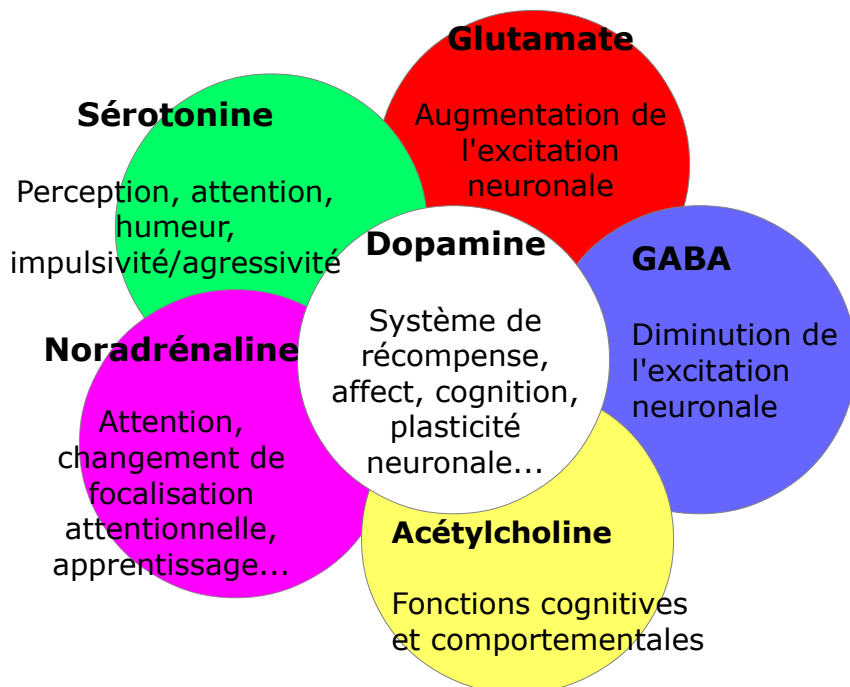 Glutamate
Augmentation de
l'excitation
neuronale
Sérotonine
Perception, attention,
humeur,
impulsivité/agressivité
Dopamine
Système de
récompense,
affect, cognition,
plasticité
neuronale...
GABA
Diminution de
l'excitation
neuronale
Noradrénaline
Attention,
changement de
focalisation
attentionnelle,
apprentissage...
Acétylcholine
Fonctions cognitives
et comportementales